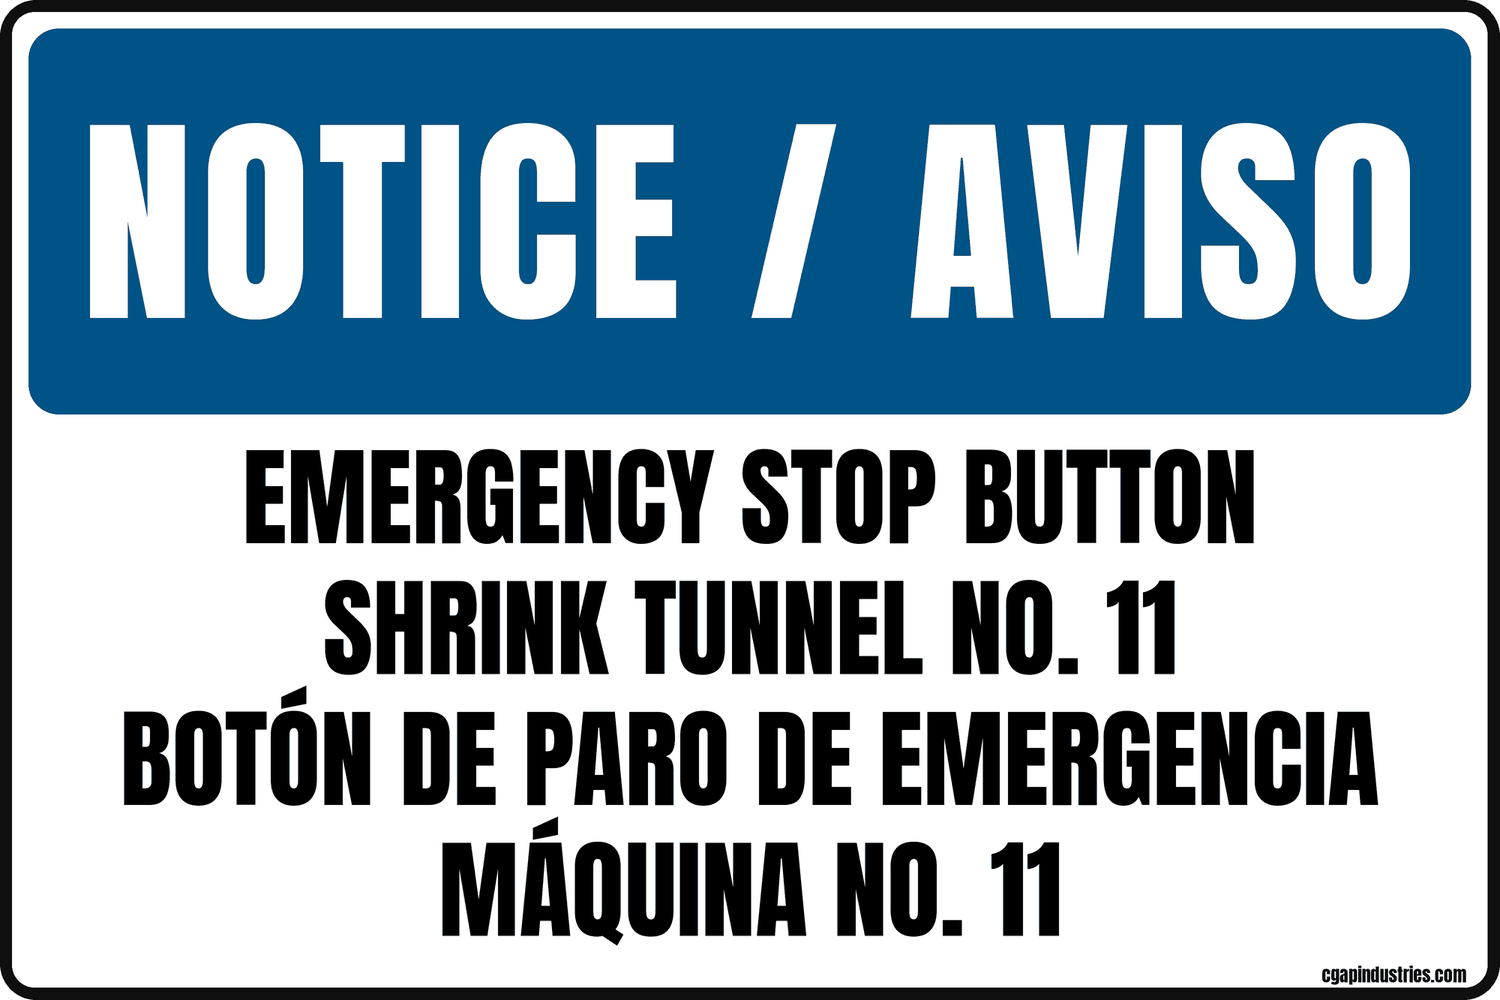 NOTICE / AVISO
EMERGENCY STOP BUTTON
SHRINK TUNNEL NO. 11
BOTÓN DE PARO DE EMERGENCIA
MÁQUINA NO. 11
cgapindustries.com